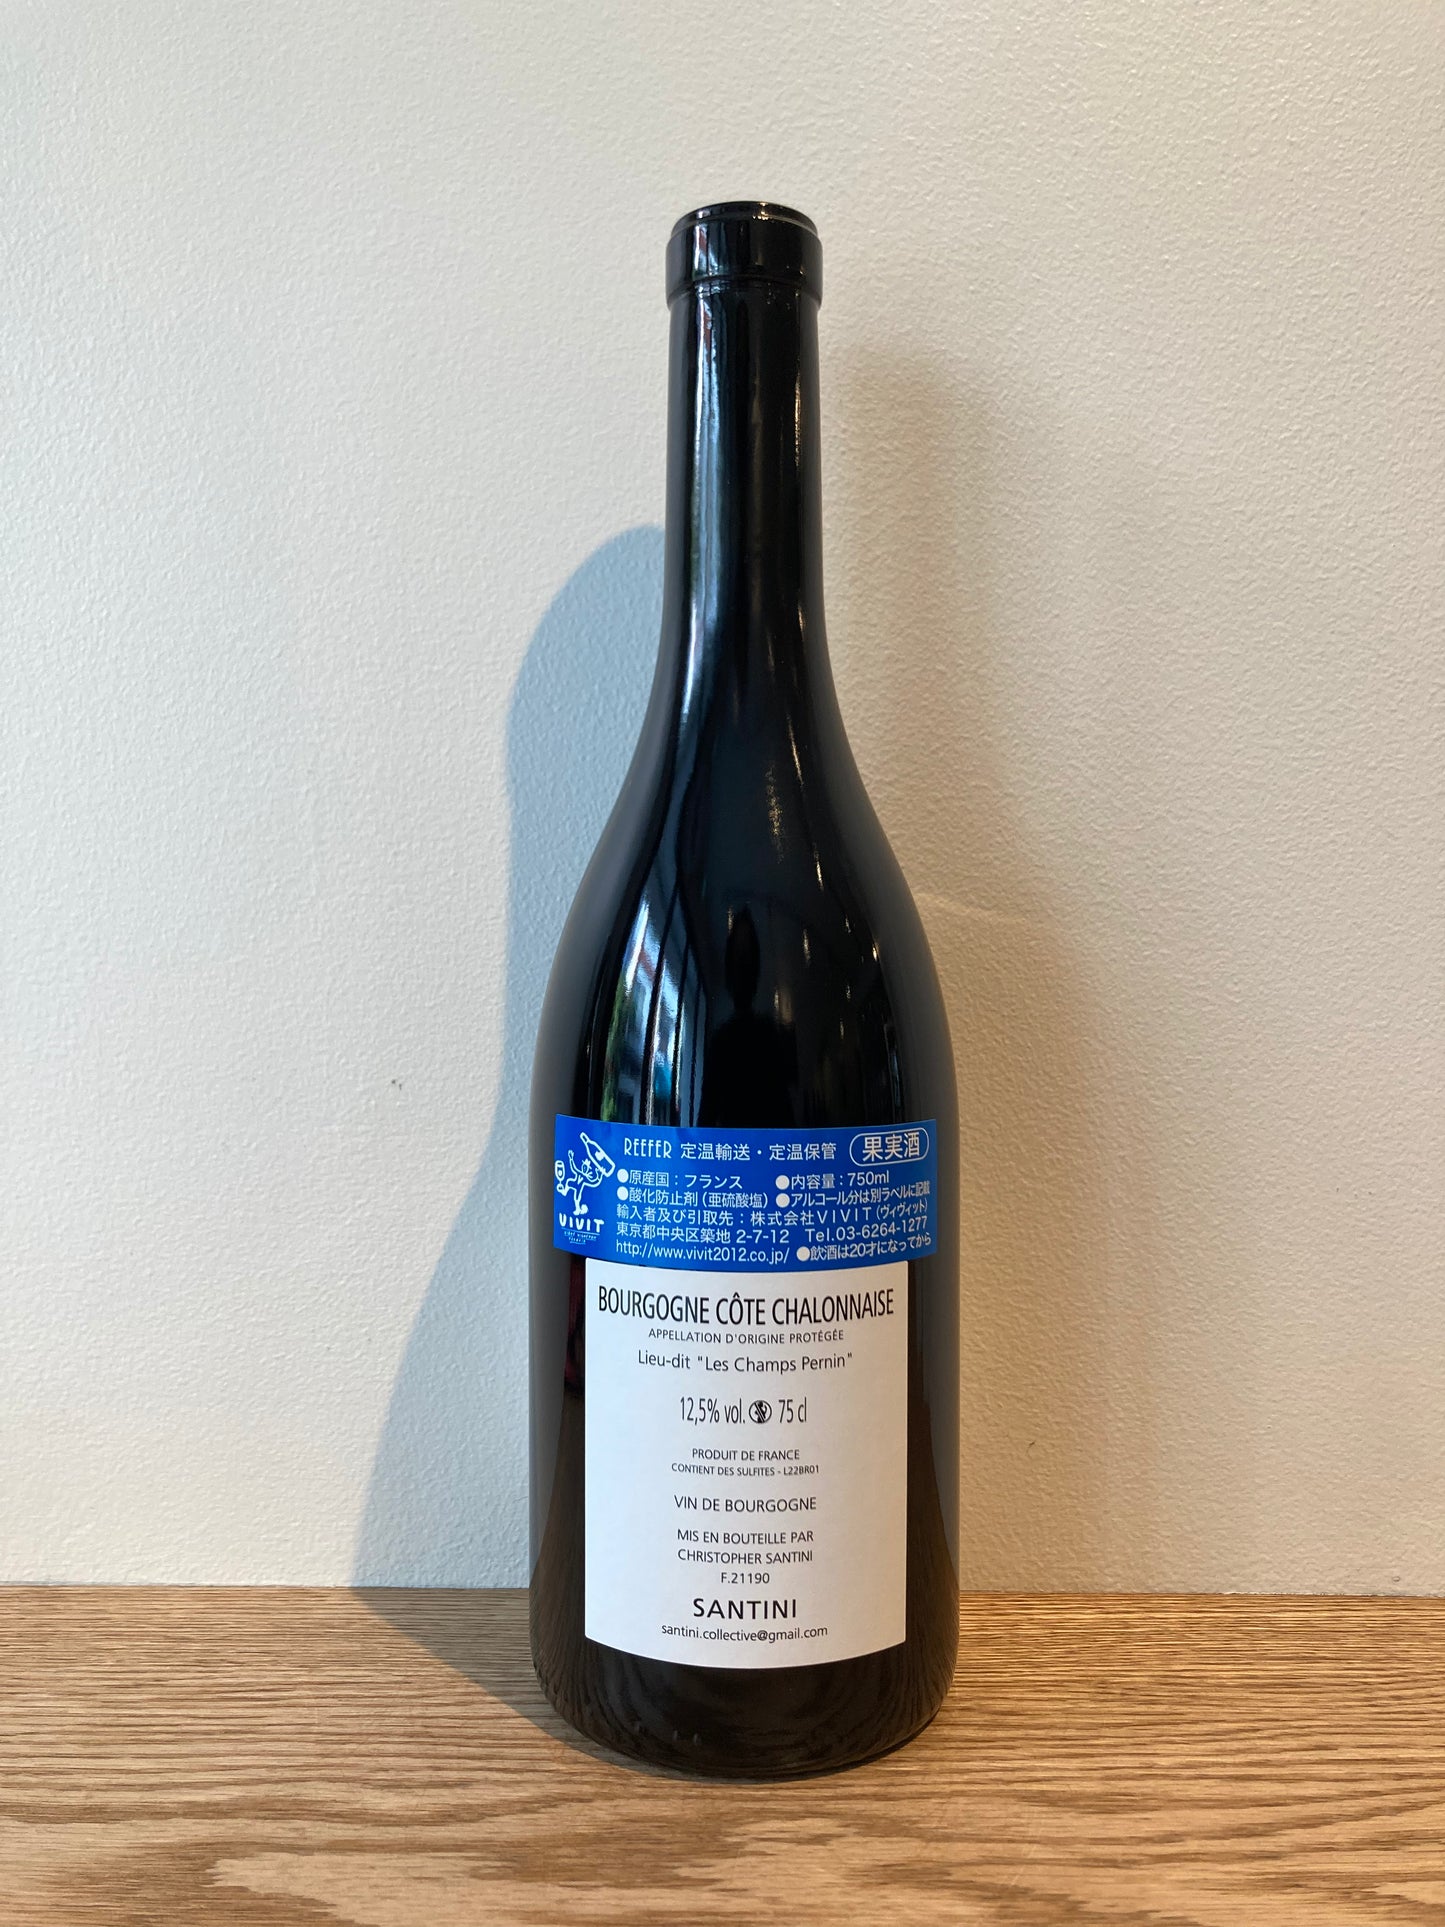 REEFER 定温輸送・定温保管 果実酒
●原産国：フランス ●内容量：750ml
●酸化防止剤（亜硫酸塩） ●アルコール分は別ラベルに記載
輸入者及び引取先：株式会社VIVIT（ヴィヴィット）
東京都中央区築地 2-7-12 Tel.03-6264-1277
http://www.vivit2012.co.jp/ ●飲酒は20才になってから
VIVIT
BOURGOGNE CÔTE CHALONNAISE
APPELLATION D'ORIGINE PROTÉGÉE
Lieu-dit "Les Champs Pernin"
12,5% vol. 75 cl
PRODUIT DE FRANCE
CONTIENT DES SULFITES - L22BR01
VIN DE BOURGOGNE
MIS EN BOUTEILLE PAR
CHRISTOPHER SANTINI
F.21190
SANTINI
santini.collective@gmail.com